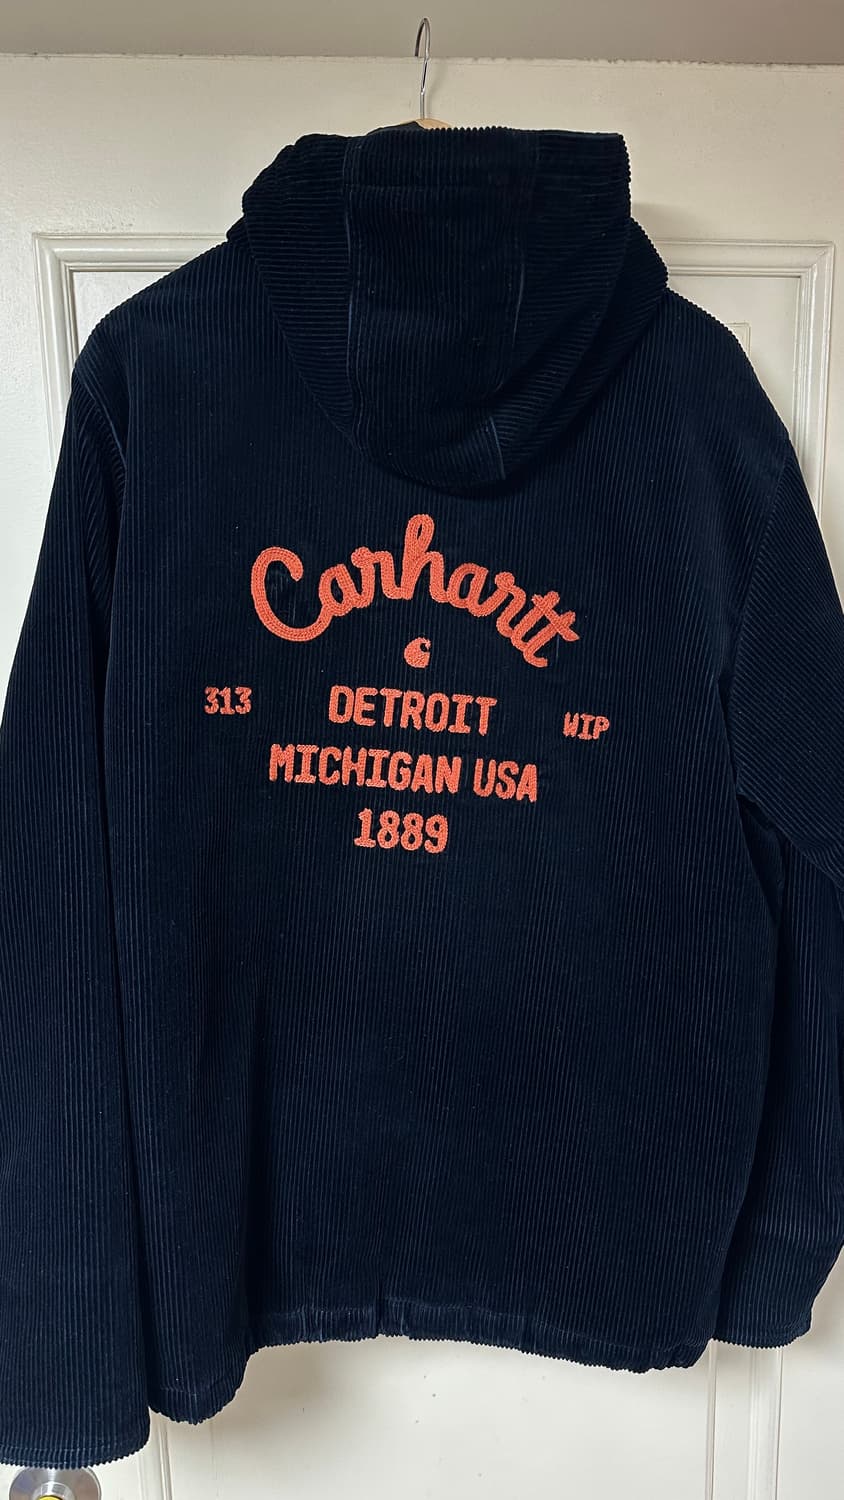 Carhartt
313 DETROIT WIP
MICHIGAN USA
1889